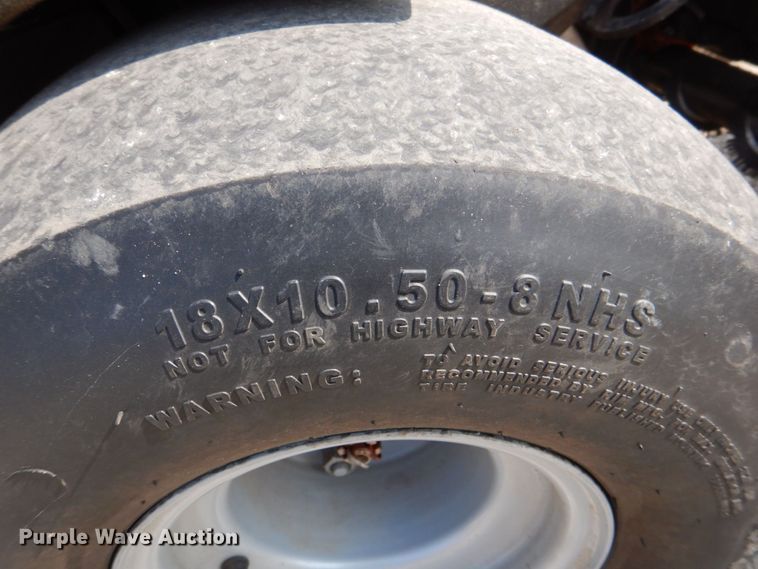 18X10.50-8 NHS
NOT FOR HIGHWAY SERVICE
WARNING:
TO AVOID SERIOUS INJURY
RECOMMENDED BY
TIRE INDUSTRY
Purple Wave Auction